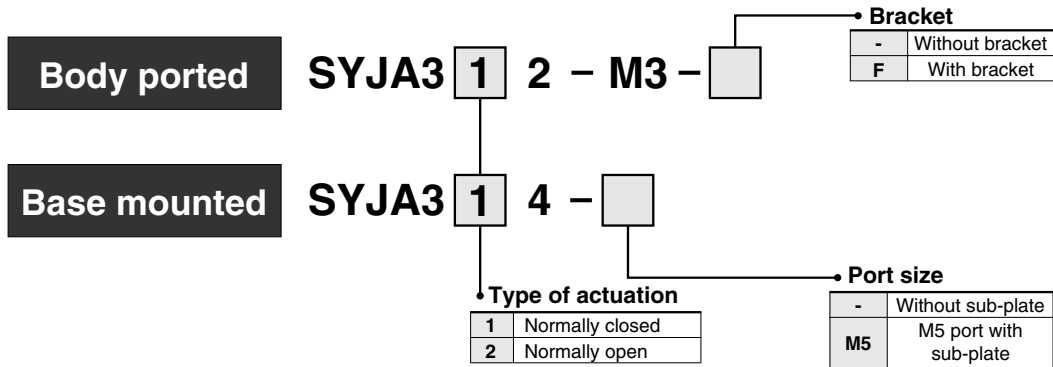 Bracket
- Without bracket
F With bracket
Body ported SYJA3 1 2 – M3 –
Base mounted SYJA3 1 4 –
Type of actuation
1 Normally closed
2 Normally open
Port size
- Without sub-plate
M5 M5 port with
sub-plate